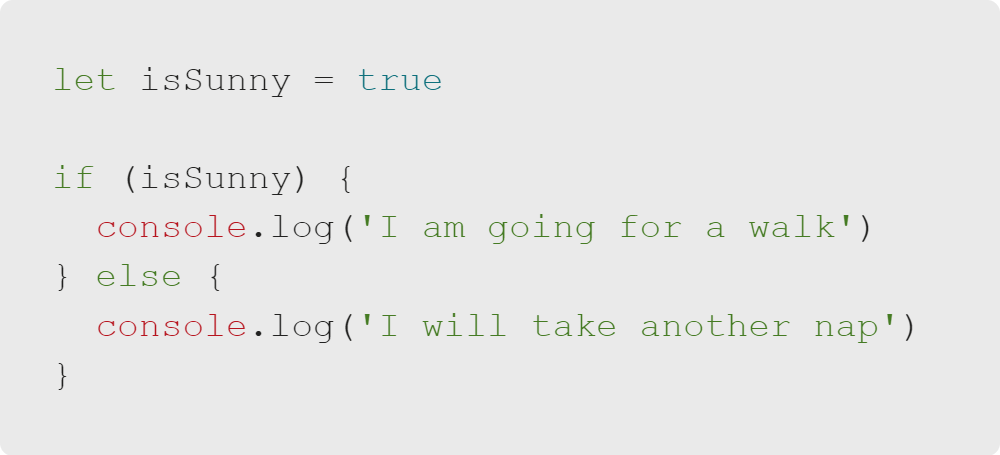 let isSunny = true

if (isSunny) {
  console.log('I am going for a walk')
} else {
  console.log('I will take another nap')
}